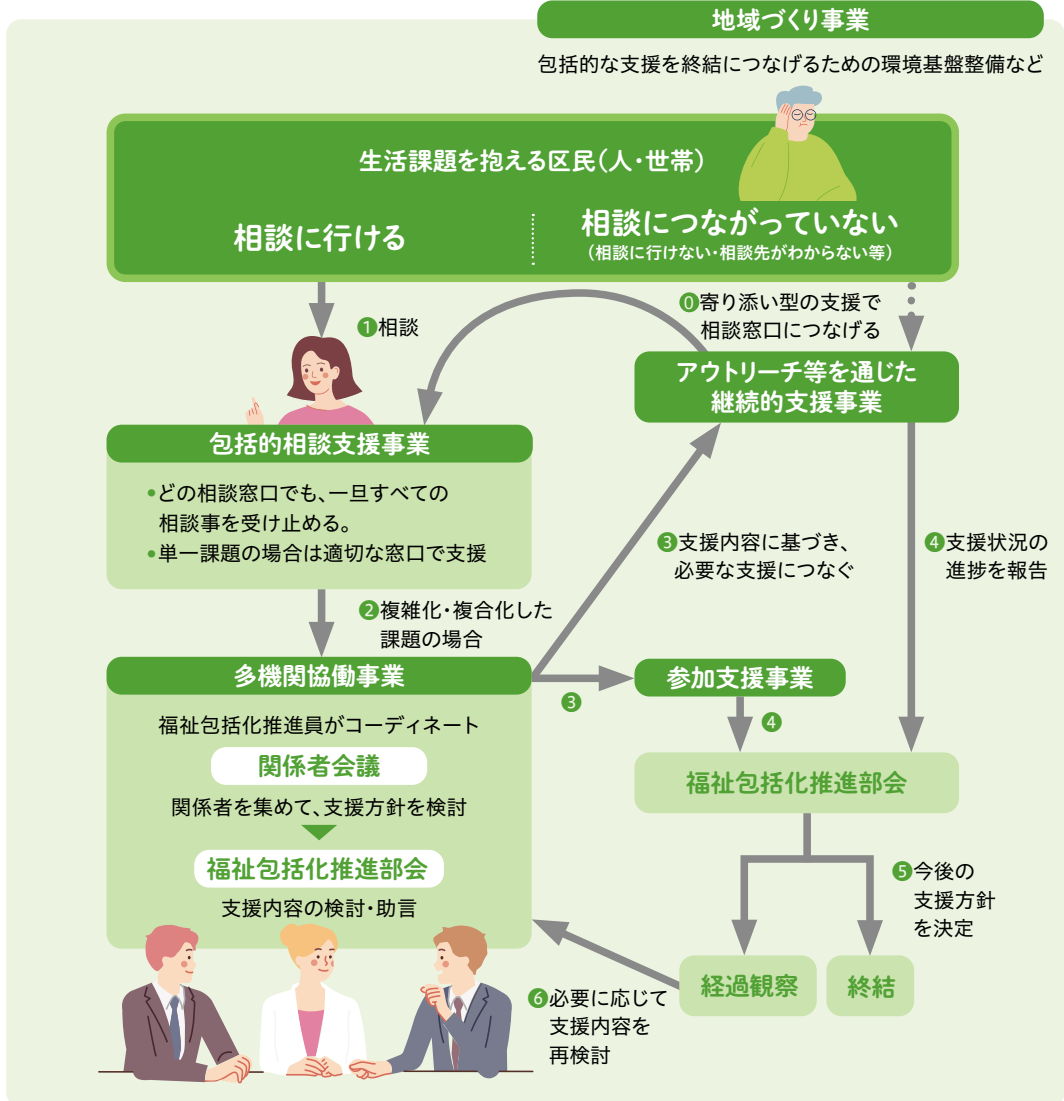 地域づくり事業
包括的な支援を終結につなげるための環境基盤整備など
生活課題を抱える区民(人・世帯)
相談に行ける
相談につながっていない
(相談に行けない・相談先がわからない等)
⓿寄り添い型の支援で
相談窓口につなげる
❶相談
アウトリーチ等を通じた
継続的支援事業
包括的相談支援事業
•どの相談窓口でも、一旦すべての
相談事を受け止める。
•単一課題の場合は適切な窓口で支援
❸支援内容に基づき、
必要な支援につなぐ
❹支援状況の
進捗を報告
❷複雑化・複合化した
課題の場合
多機関協働事業
福祉包括化推進員がコーディネート
関係者会議
関係者を集めて、支援方針を検討
福祉包括化推進部会
支援内容の検討・助言
❸
参加支援事業
❹
福祉包括化推進部会
❺今後の
支援方針
を決定
経過観察
終結
❻必要に応じて
支援内容を
再検討